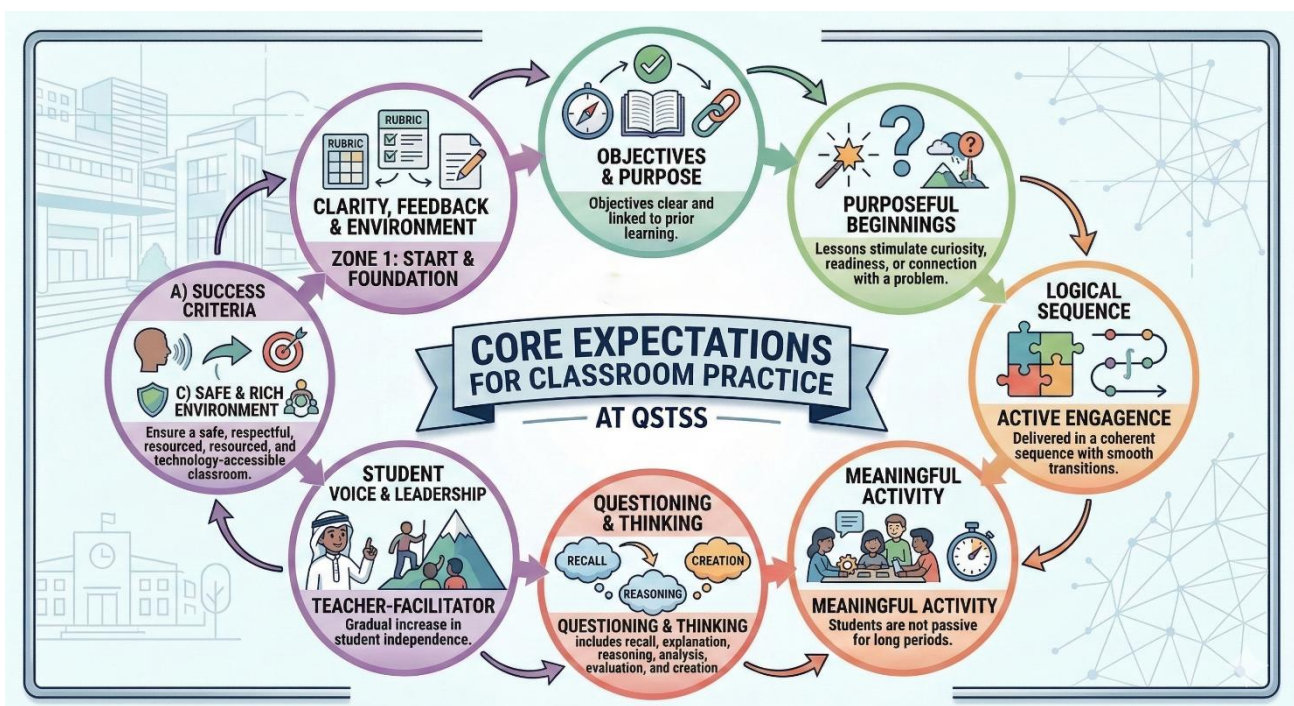 CORE EXPECTATIONS
FOR CLASSROOM PRACTICE
AT QSTSS
RUBRIC
RUBRIC
CLARITY, FEEDBACK
& ENVIRONMENT
ZONE 1: START &
FOUNDATION
OBJECTIVES
& PURPOSE
Objectives clear and
linked to prior
learning.
?
?
PURPOSEFUL
BEGINNINGS
Lessons stimulate curiosity,
readiness, or connection
with a problem.
LOGICAL
SEQUENCE
ACTIVE ENGAGENCE
Delivered in a coherent
sequence with smooth
transitions.
MEANINGFUL
ACTIVITY
MEANINGFUL ACTIVITY
Students are not passive
for long periods.
QUESTIONING
& THINKING
RECALL
CREATION
REASONING
QUESTIONING & THINKING
includes recall, explanation,
reasoning, analysis,
evaluation, and creation
STUDENT
VOICE & LEADERSHIP
TEACHER-FACILITATOR
Gradual increase in
student independence.
A) SUCCESS
CRITERIA
C) SAFE & RICH
ENVIRONMENT
Ensure a safe, respectful,
resourced, resourced, and
technology-accessible
classroom.